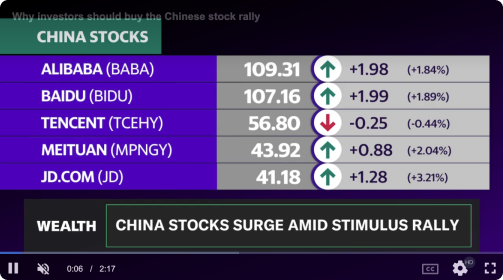 Why investors should buy the Chinese stock rally
CHINA STOCKS
ALIBABA (BABA) 109.31 +1.98 (+1.84%)
BAIDU (BIDU) 107.16 +1.99 (+1.89%)
TENCENT (TCEHY) 56.80 -0.25 (-0.44%)
MEITUAN (MPNGY) 43.92 +0.88 (+2.04%)
JD.COM (JD) 41.18 +1.28 (+3.21%)
WEALTH CHINA STOCKS SURGE AMID STIMULUS RALLY
0:06 / 2:17 CC HD